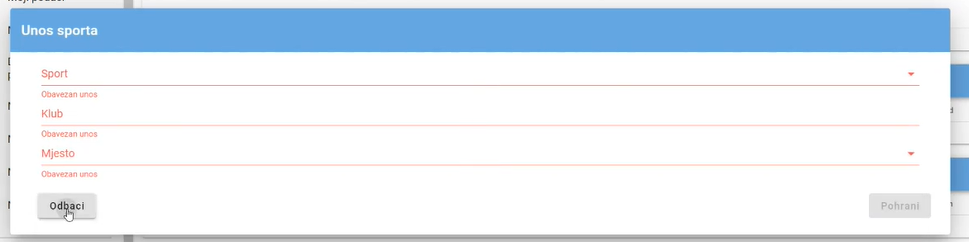 Unos sporta
Sport
Obavezan unos
Klub
Obavezan unos
Mjesto
Obavezan unos
Odbaci
Pohrani